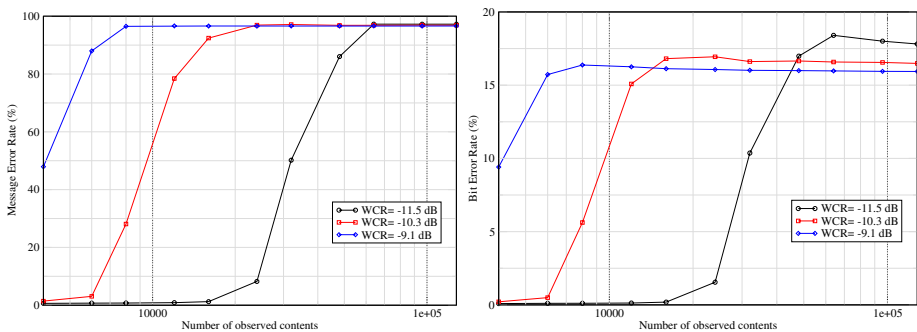 100
80
60
40
20
0
Message Error Rate (%)
WCR= -11.5 dB
WCR= -10.3 dB
WCR= -9.1 dB
10000
1e+05
Number of observed contents
20
15
10
5
0
Bit Error Rate (%)
WCR= -11.5 dB
WCR= -10.3 dB
WCR= -9.1 dB
10000
1e+05
Number of observed contents